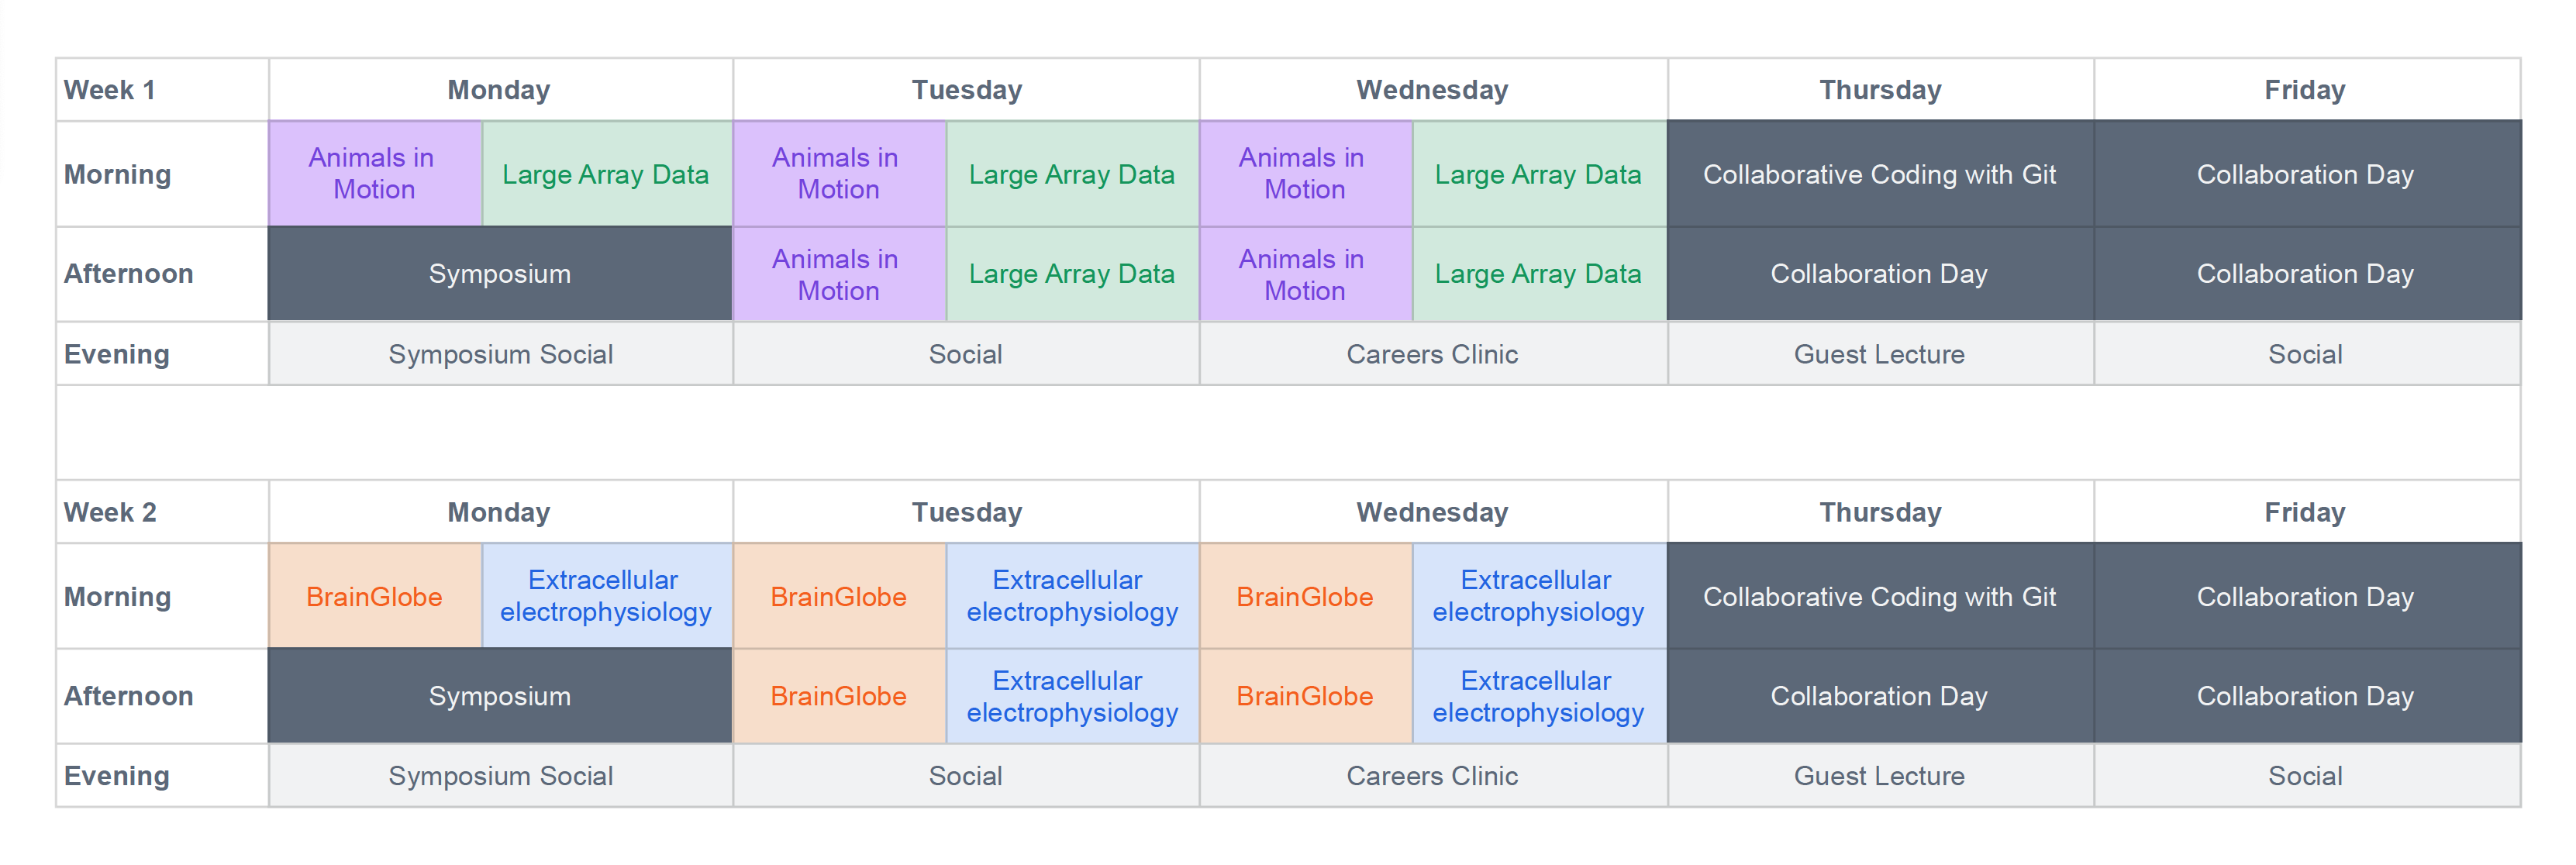 Week 1
Monday
Tuesday
Wednesday
Thursday
Friday
Morning
Animals in
Motion
Large Array Data
Animals in
Motion
Large Array Data
Animals in
Motion
Large Array Data
Collaborative Coding with Git
Collaboration Day
Afternoon
Symposium
Animals in
Motion
Large Array Data
Animals in
Motion
Large Array Data
Collaboration Day
Collaboration Day
Evening
Symposium Social
Social
Careers Clinic
Guest Lecture
Social
Week 2
Monday
Tuesday
Wednesday
Thursday
Friday
Morning
BrainGlobe
Extracellular
electrophysiology
BrainGlobe
Extracellular
electrophysiology
BrainGlobe
Extracellular
electrophysiology
Collaborative Coding with Git
Collaboration Day
Afternoon
Symposium
BrainGlobe
Extracellular
electrophysiology
BrainGlobe
Extracellular
electrophysiology
Collaboration Day
Collaboration Day
Evening
Symposium Social
Social
Careers Clinic
Guest Lecture
Social